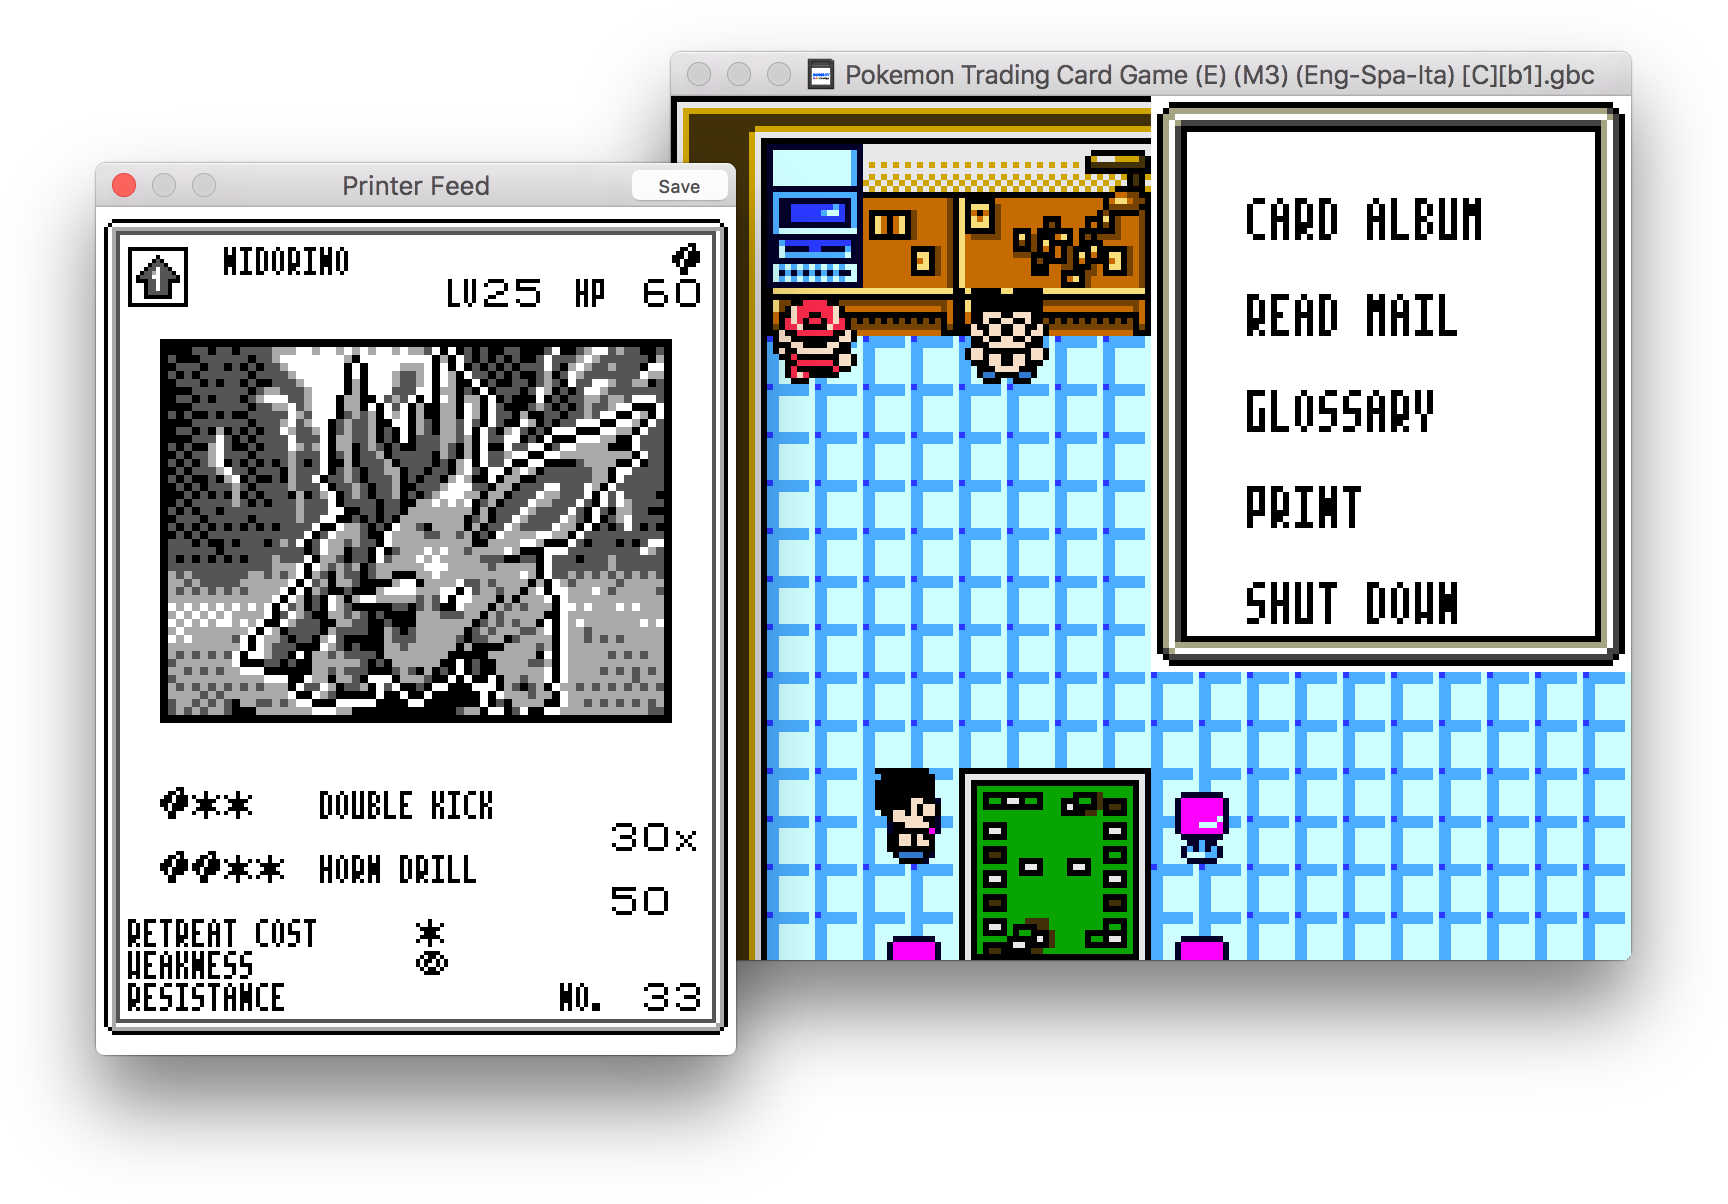 Pokemon Trading Card Game (E) (M3) (Eng-Spa-Ita) [C][b1].gbc
CARD ALBUM
READ MAIL
GLOSSARY
PRINT
SHUT DOWN
Printer Feed
Save
NIDORINO
LV25 HP 60
DOUBLE KICK
30x
HORN DRILL
50
RETREAT COST
WEAKNESS
RESISTANCE NO. 33